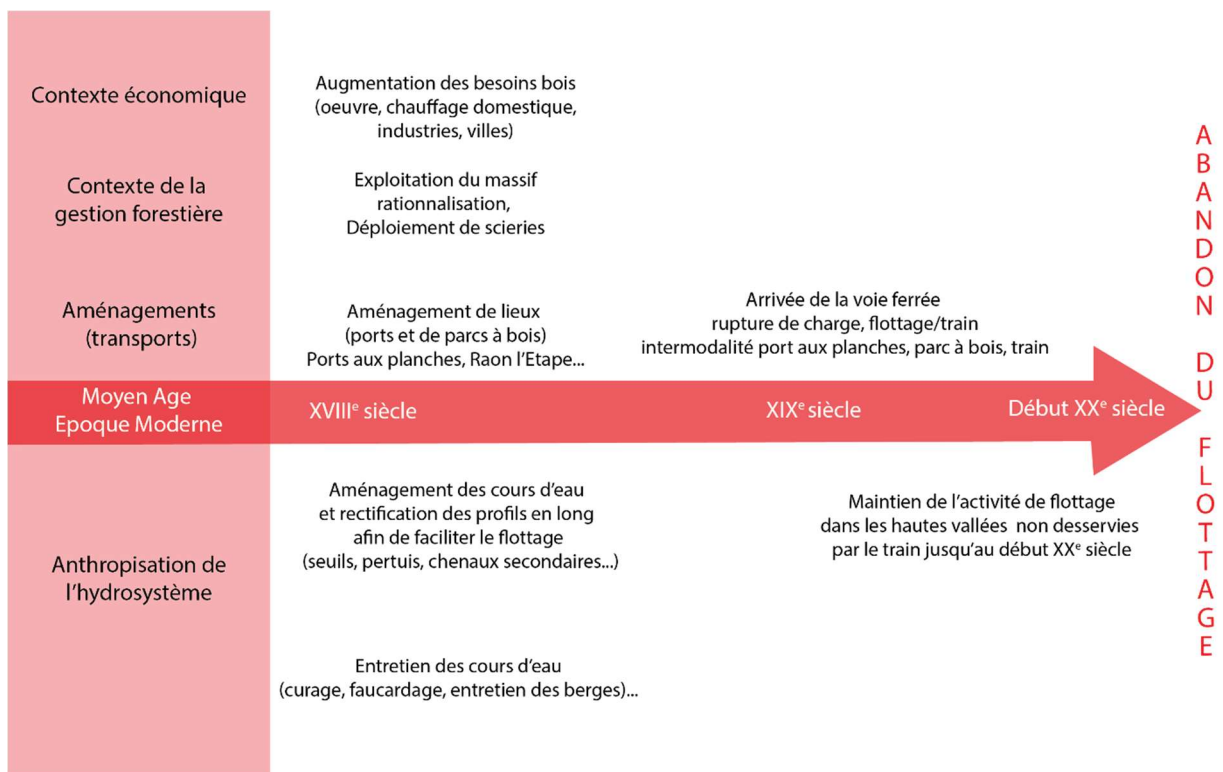 Contexte économique
Augmentation des besoins bois
(oeuvre, chauffage domestique,
industries, villes)
Contexte de la
gestion forestière
Exploitation du massif
rationnalisation,
Déploiement de scieries
Aménagements
(transports)
Aménagement de lieux
(ports et de parcs à bois)
Ports aux planches, Raon l'Etape...
Arrivée de la voie ferrée
rupture de charge, flottage/train
intermodalité port aux planches, parc à bois, train
Moyen Age
Epoque Moderne
XVIIIe siècle
XIXe siècle
Début XXe siècle
Anthropisation de
l'hydrosystème
Aménagement des cours d'eau
et rectification des profils en long
afin de faciliter le flottage
(seuils, pertuis, chenaux secondaires...)
Maintien de l'activité de flottage
dans les hautes vallées non desservies
par le train jusqu'au début XXe siècle
Entretien des cours d'eau
(curage, faucardage, entretien des berges)...
ABANDON DU FLOTTAGE